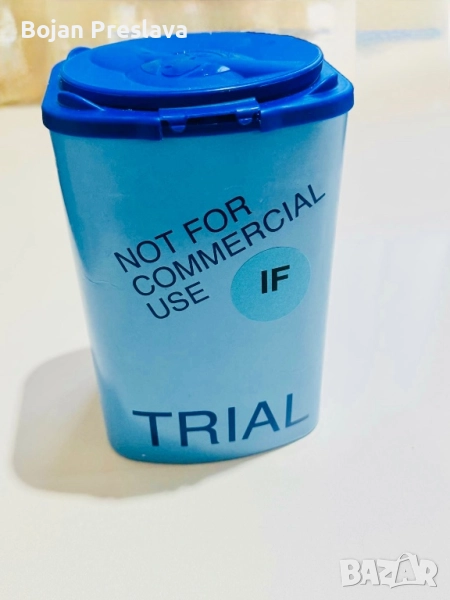 Bojan Preslava
NOT FOR
COMMERCIAL
USE
IF
TRIAL
BAZAR